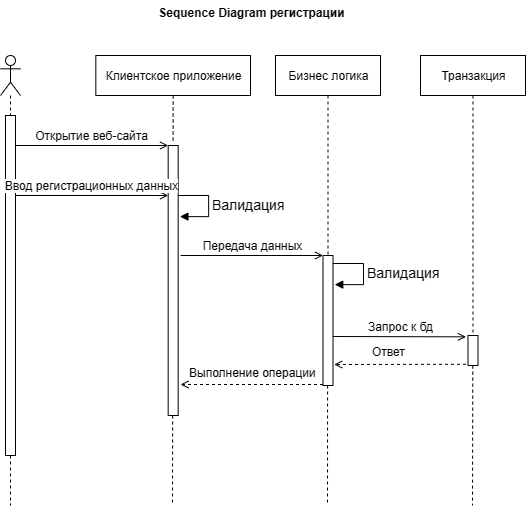 Sequence Diagram регистрации
Клиентское приложение
Бизнес логика
Транзакция
Открытие веб-сайта
Ввод регистрационных данных
Валидация
Передача данных
Валидация
Запрос к бд
Ответ
Выполнение операции